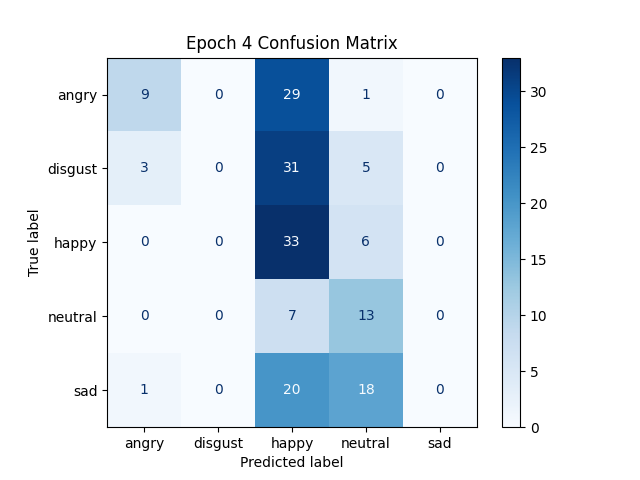 Epoch 4 Confusion Matrix
angry 9 0 29 1 0
disgust 3 0 31 5 0
happy 0 0 33 6 0
neutral 0 0 7 13 0
sad 1 0 20 18 0
angry disgust happy neutral sad
Predicted label
True label
30
25
20
15
10
5
0